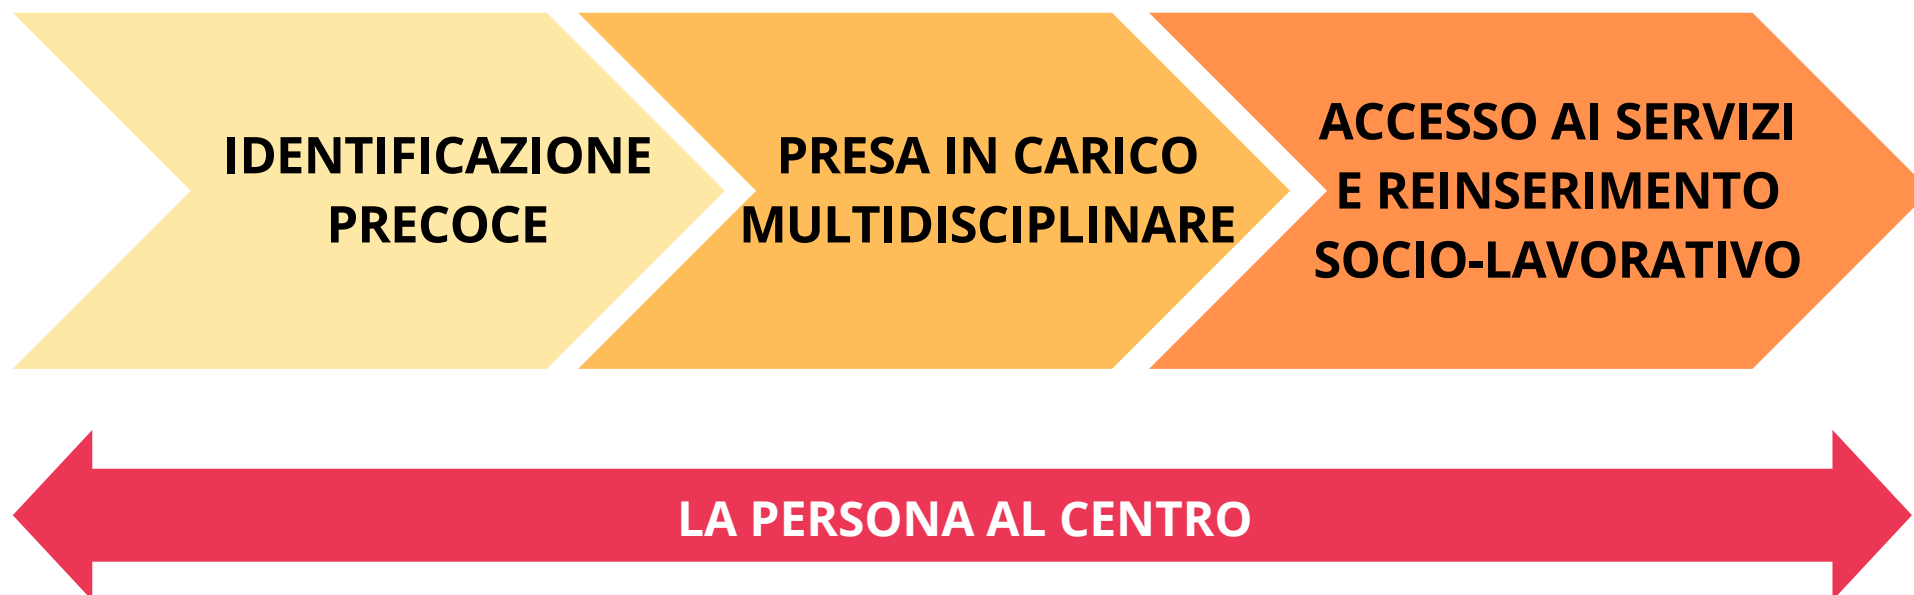 IDENTIFICAZIONE
PRECOCE
PRESA IN CARICO
MULTIDISCIPLINARE
ACCESSO AI SERVIZI
E REINSERIMENTO
SOCIO-LAVORATIVO
LA PERSONA AL CENTRO